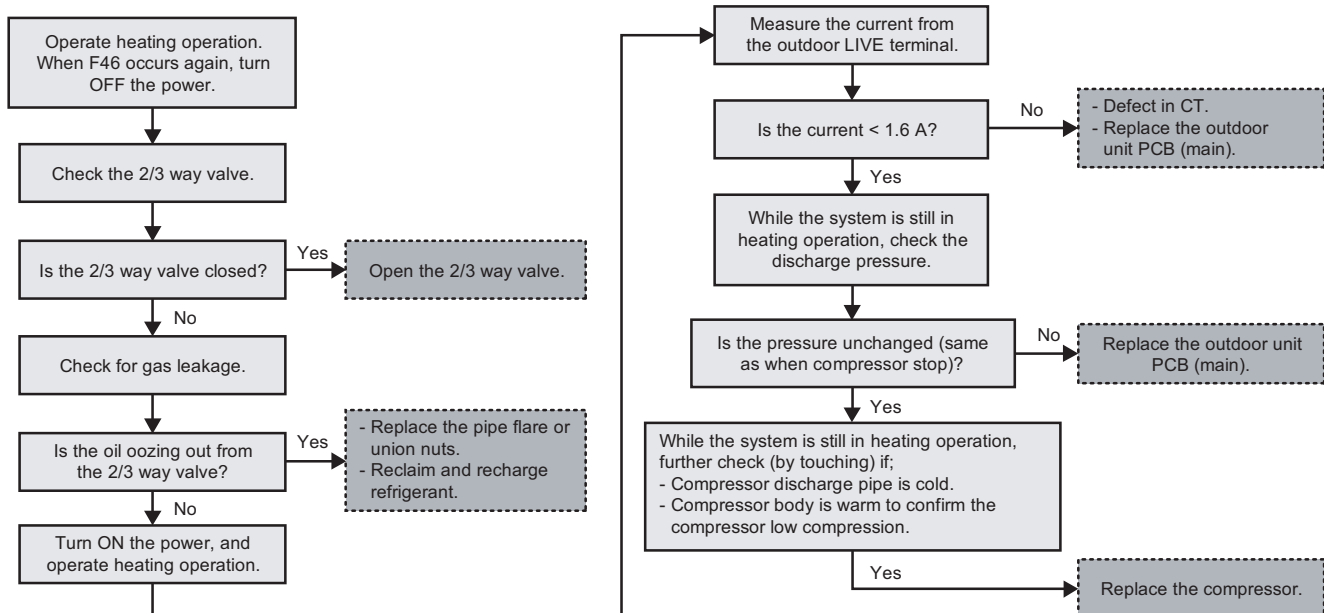 Operate heating operation.
When F46 occurs again, turn
OFF the power.
Check the 2/3 way valve.
Is the 2/3 way valve closed?
Yes
Open the 2/3 way valve.
No
Check for gas leakage.
Is the oil oozing out from
the 2/3 way valve?
Yes
- Replace the pipe flare or
union nuts.
- Reclaim and recharge
refrigerant.
No
Turn ON the power, and
operate heating operation.
Measure the current from
the outdoor LIVE terminal.
Is the current < 1.6 A?
No
- Defect in CT.
- Replace the outdoor
unit PCB (main).
Yes
While the system is still in
heating operation, check the
discharge pressure.
Is the pressure unchanged (same
as when compressor stop)?
No
Replace the outdoor unit
PCB (main).
Yes
While the system is still in heating operation,
further check (by touching) if;
- Compressor discharge pipe is cold.
- Compressor body is warm to confirm the
compressor low compression.
Yes
Replace the compressor.